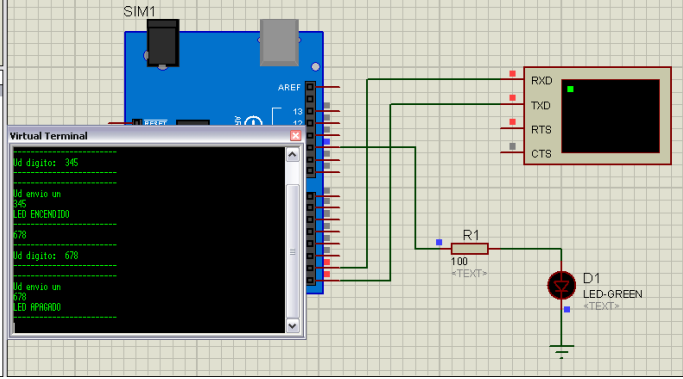 SIM1
AREF
13
12
RESET
RXD
TXD
RTS
CTS
Virtual Terminal
------------------------
Ud digito:  345
------------------------
------------------------
Ud envio un
345
LED ENCENDIDO
------------------------
678
------------------------
Ud digito:  678
------------------------
------------------------
Ud envio un
678
LED APAGADO
------------------------
R1
100
<TEXT>
D1
LED-GREEN
<TEXT>